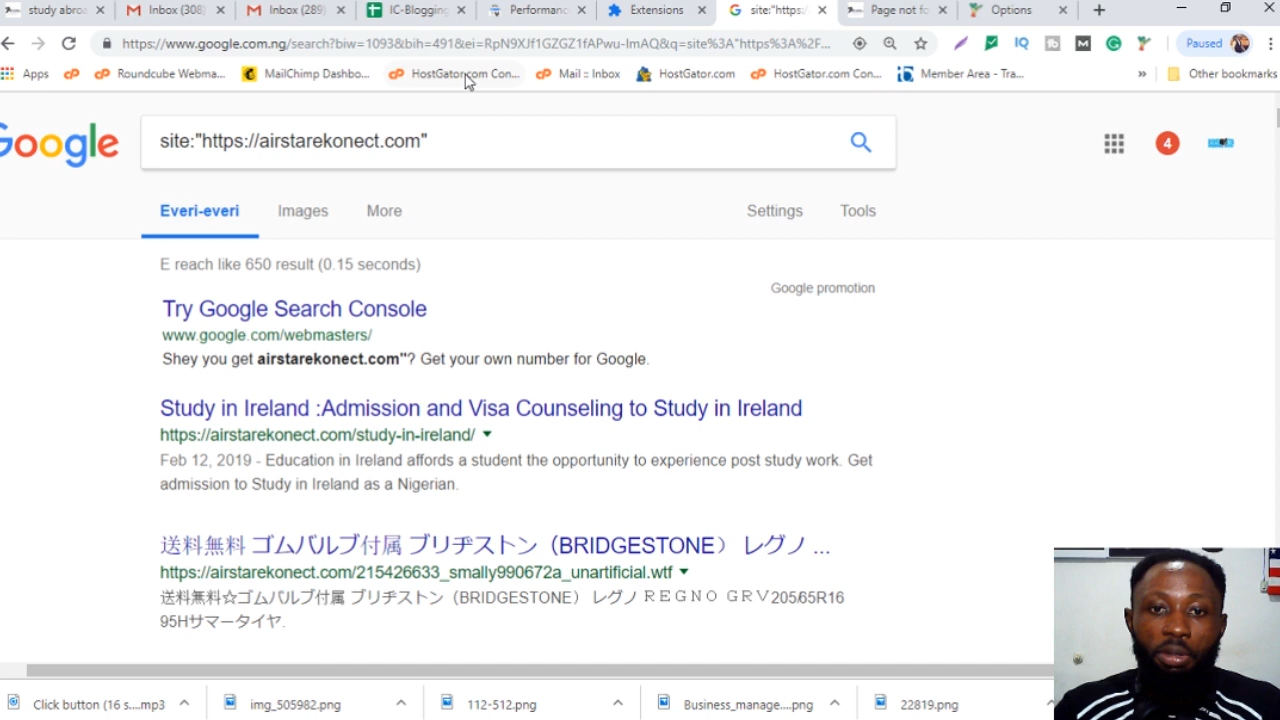 study abroa
Inbox (308)
Inbox (289)
IC-Blogging
Performanc
Extensions
site:"https:
Page not fo
Options
https://www.google.com.ng/search?biw=1093&bih=491&ei=RpN9XJf1GZGZ1fAPwu-ImAQ&q=site%3A"https%3A%2F...
IQ
M
Paused
Apps
Roundcube Webma...
MailChimp Dashbo...
HostGator.com Con...
Mail :: Inbox
HostGator.com
HostGator.com Con...
Member Area - Tra...
»
Other bookmarks
Google
site:"https://airstarekonect.com"
4
Everi-everi
Images
More
Settings
Tools
E reach like 650 result (0.15 seconds)
Google promotion
Try Google Search Console
www.google.com/webmasters/
Shey you get airstarekonect.com"? Get your own number for Google.
Study in Ireland :Admission and Visa Counseling to Study in Ireland
https://airstarekonect.com/study-in-ireland/
Feb 12, 2019 - Education in Ireland affords a student the opportunity to experience post study work. Get
admission to Study in Ireland as a Nigerian.
送料無料 ゴムバルブ付属 ブリヂストン（BRIDGESTONE） レグノ ...
https://airstarekonect.com/215426633_smally990672a_unartificial.wtf
送料無料☆ゴムバルブ付属 ブリヂストン（BRIDGESTONE） レグノ ＲＥＧＮＯ ＧＲＶ205/65R16
95Hサマータイヤ.
Click button (16 s....mp3
img_505982.png
112-512.png
Business_manage....png
22819.png